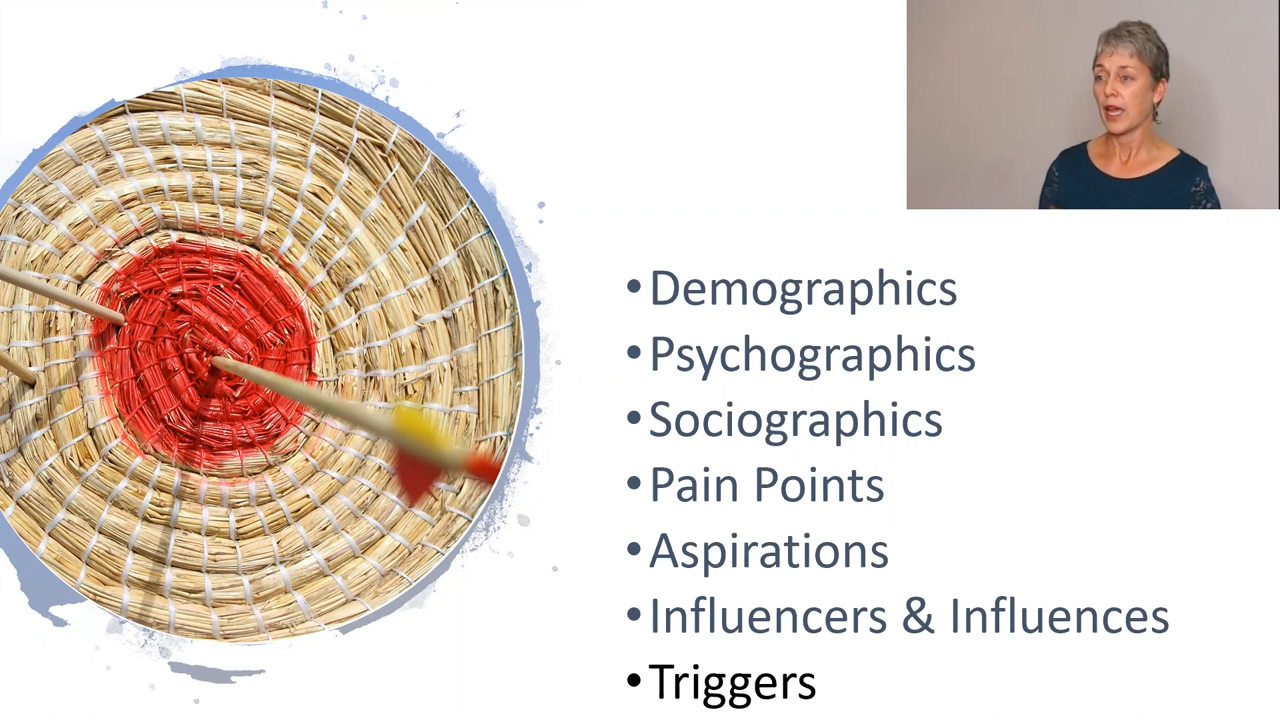 •Demographics
•Psychographics
•Sociographics
•Pain Points
•Aspirations
•Influencers & Influences
•Triggers